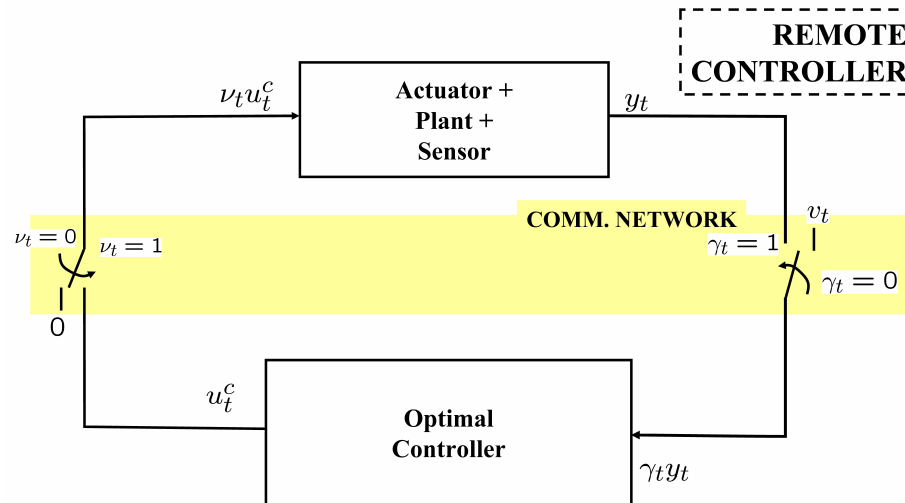 REMOTE
CONTROLLER
ν_t u_t^c
Actuator +
Plant +
Sensor
y_t
COMM. NETWORK
v_t
ν_t = 0
ν_t = 1
γ_t = 1
γ_t = 0
0
u_t^c
Optimal
Controller
γ_t y_t